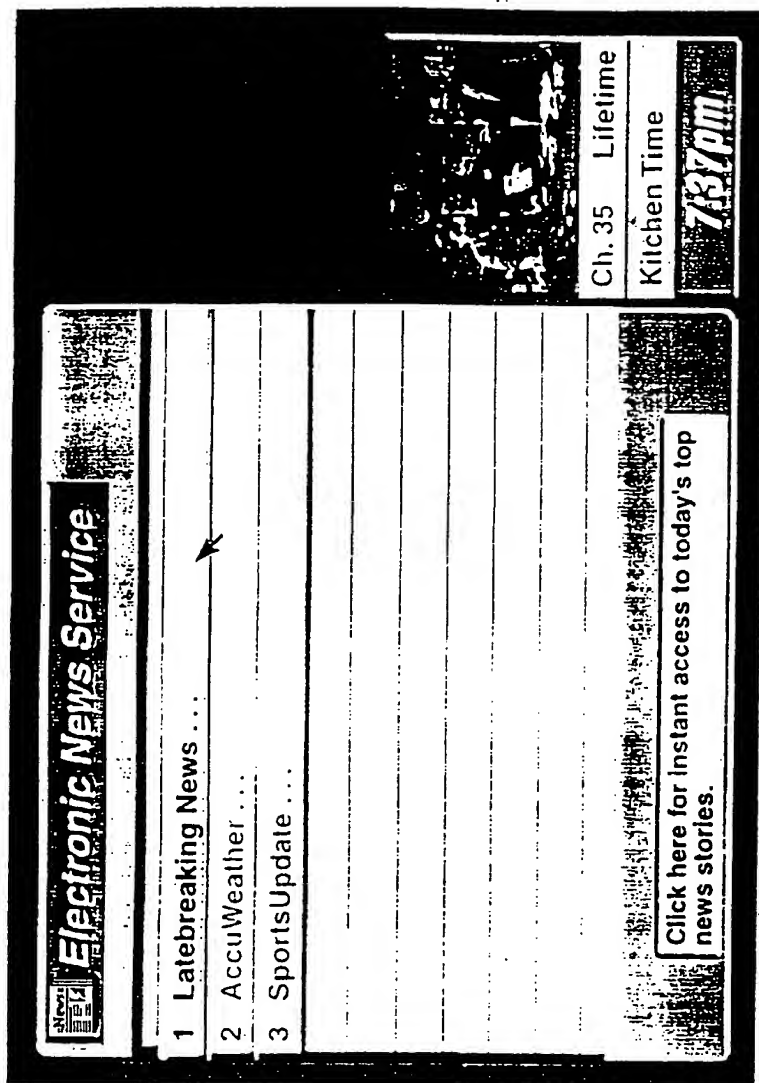 News
Electronic News Service
1 Latebreaking News...
2 AccuWeather...
3 SportsUpdate...
Click here for instant access to today's top
news stories.
Ch. 35 Lifetime
Kitchen Time
7:37pm